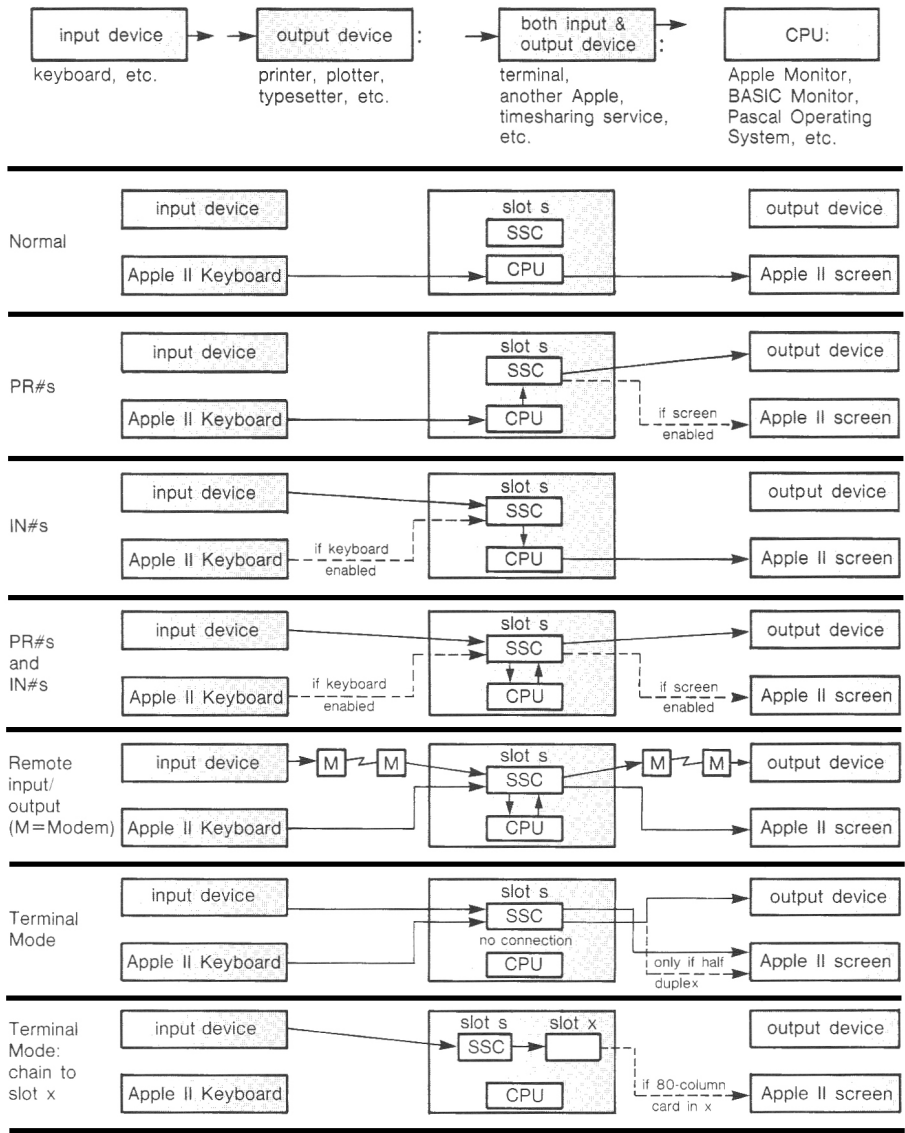 input device
output device :
both input &
output device :
CPU:
keyboard, etc.
printer, plotter,
typesetter, etc.
terminal,
another Apple,
timesharing service,
etc.
Apple Monitor,
BASIC Monitor,
Pascal Operating
System, etc.
Normal
input device
Apple II Keyboard
slot s
SSC
CPU
output device
Apple II screen
PR#s
input device
Apple II Keyboard
slot s
SSC
CPU
if screen
enabled
output device
Apple II screen
IN#s
input device
Apple II Keyboard
if keyboard
enabled
slot s
SSC
CPU
output device
Apple II screen
PR#s
and
IN#s
input device
Apple II Keyboard
if keyboard
enabled
slot s
SSC
CPU
if screen
enabled
output device
Apple II screen
Remote
input/
output
(M=Modem)
input device
M M
Apple II Keyboard
slot s
SSC
CPU
M M
output device
Apple II screen
Terminal
Mode
input device
Apple II Keyboard
slot s
SSC
no connection
CPU
only if half
duplex
output device
Apple II screen
Terminal
Mode:
chain to
slot x
input device
Apple II Keyboard
slot s slot x
SSC
CPU
if 80-column
card in x
output device
Apple II screen